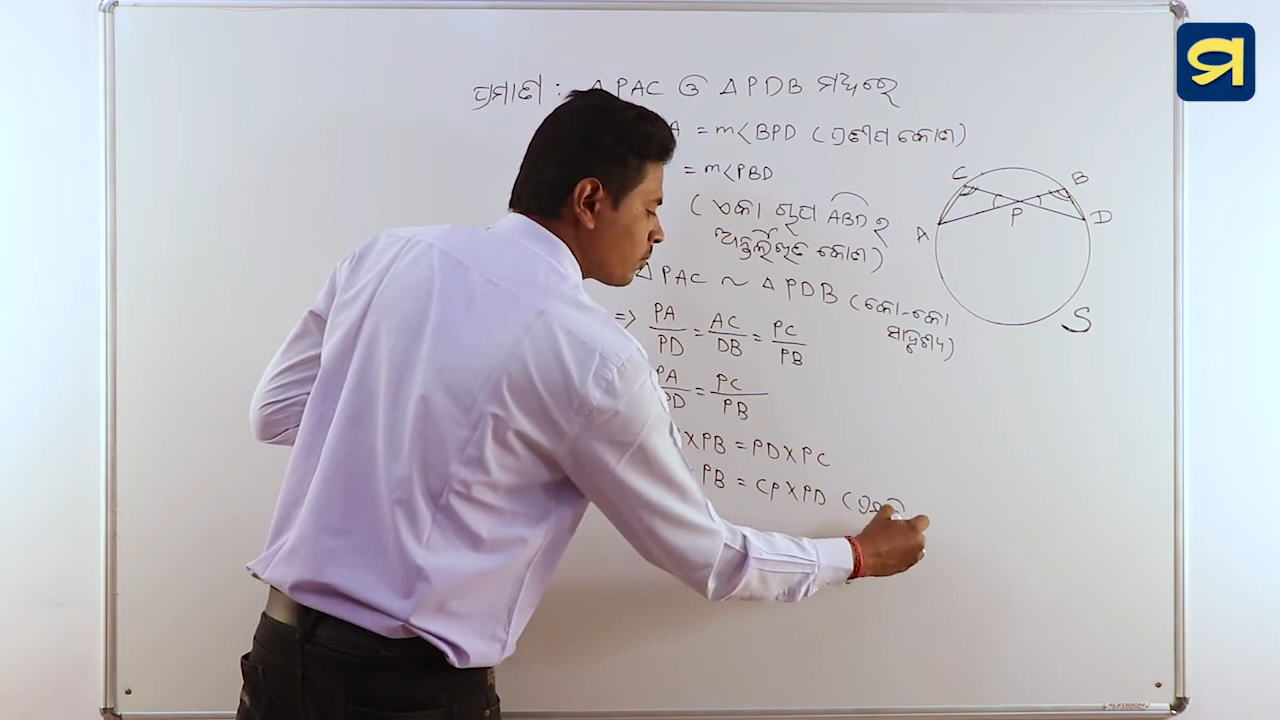 ପ୍ରମାଣ : Δ PAC ଓ Δ PDB ମଧ୍ୟରେ
A = m<BPD (ପ୍ରତୀପ କୋଣ)
= m<PBD
(ଏକା ଚାପ ABD ର
ଅନ୍ତର୍ଲିଖିତ କୋଣ)
Δ PAC ~ Δ PDB (କୋ-କୋ
ସାଦୃଶ୍ୟ)
=> PA/PD = AC/DB = PC/PB
PA/PD = PC/PB
X PB = PD X PC
PB = CP X PD
C B
P
A D
S
ପ